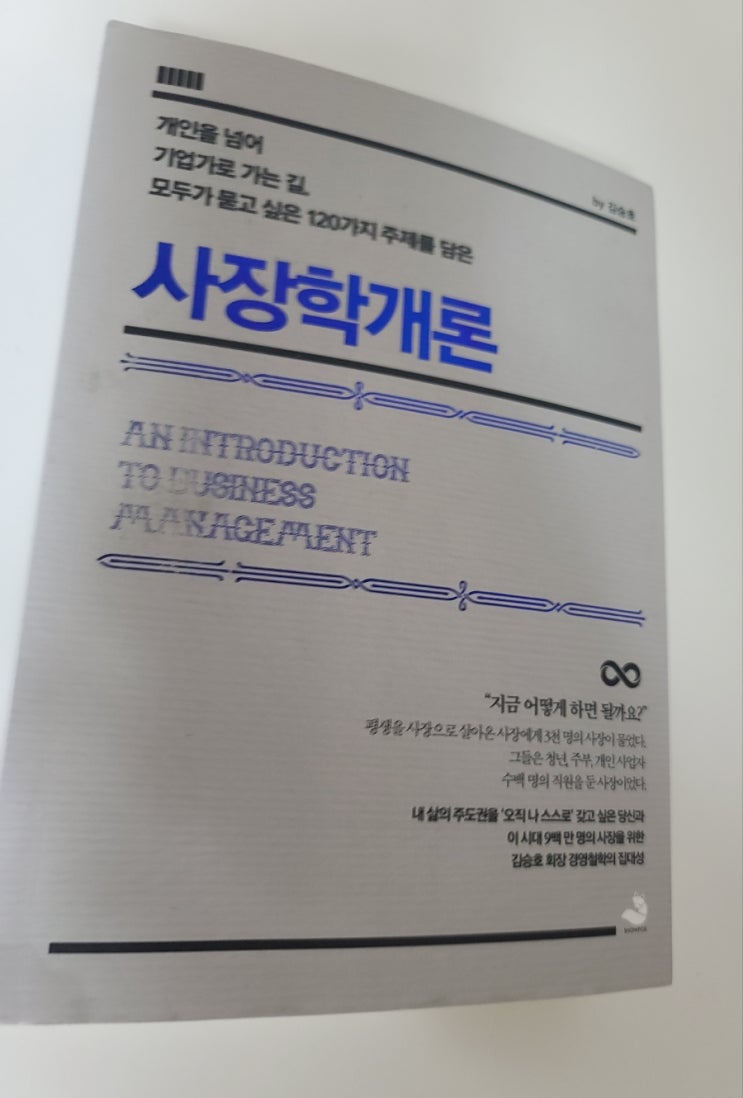 개인을 넘어
기업가로 가는 길.
모두가 묻고 싶은 120가지 주제를 담은
by 김승호
사장학개론
AN INTRODUCTION
TO BUSINESS
MANAGEMENT
“지금 어떻게 하면 될까요?”
평생을 사장으로 살아온 사장에게 3천 명의 사장이 물었다.
그들은 청년, 주부, 개인 사업자
수백 명의 직원을 둔 사장이었다.
내 삶의 주도권을 ‘오직 나 스스로’ 갖고 싶은 당신과
이 시대 9백 만 명의 사장을 위한
김승호 회장 경영철학의 집대성